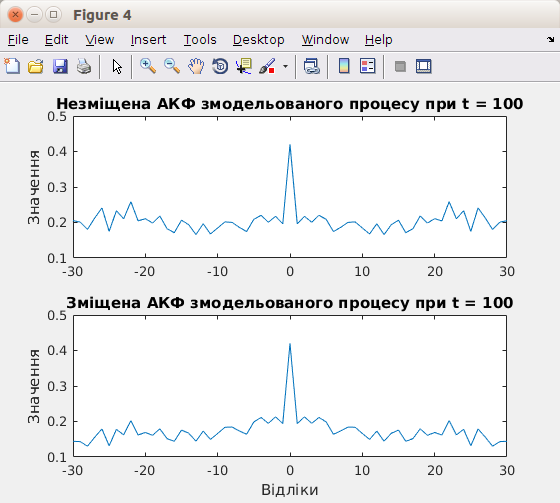 Figure 4
File Edit View Insert Tools Desktop Window Help
Незміщена АКФ змодельованого процесу при t = 100
0.5
0.4
0.3
0.2
0.1
Значення
-30 -20 -10 0 10 20 30
Зміщена АКФ змодельованого процесу при t = 100
0.5
0.4
0.3
0.2
0.1
Значення
-30 -20 -10 0 10 20 30
Відліки